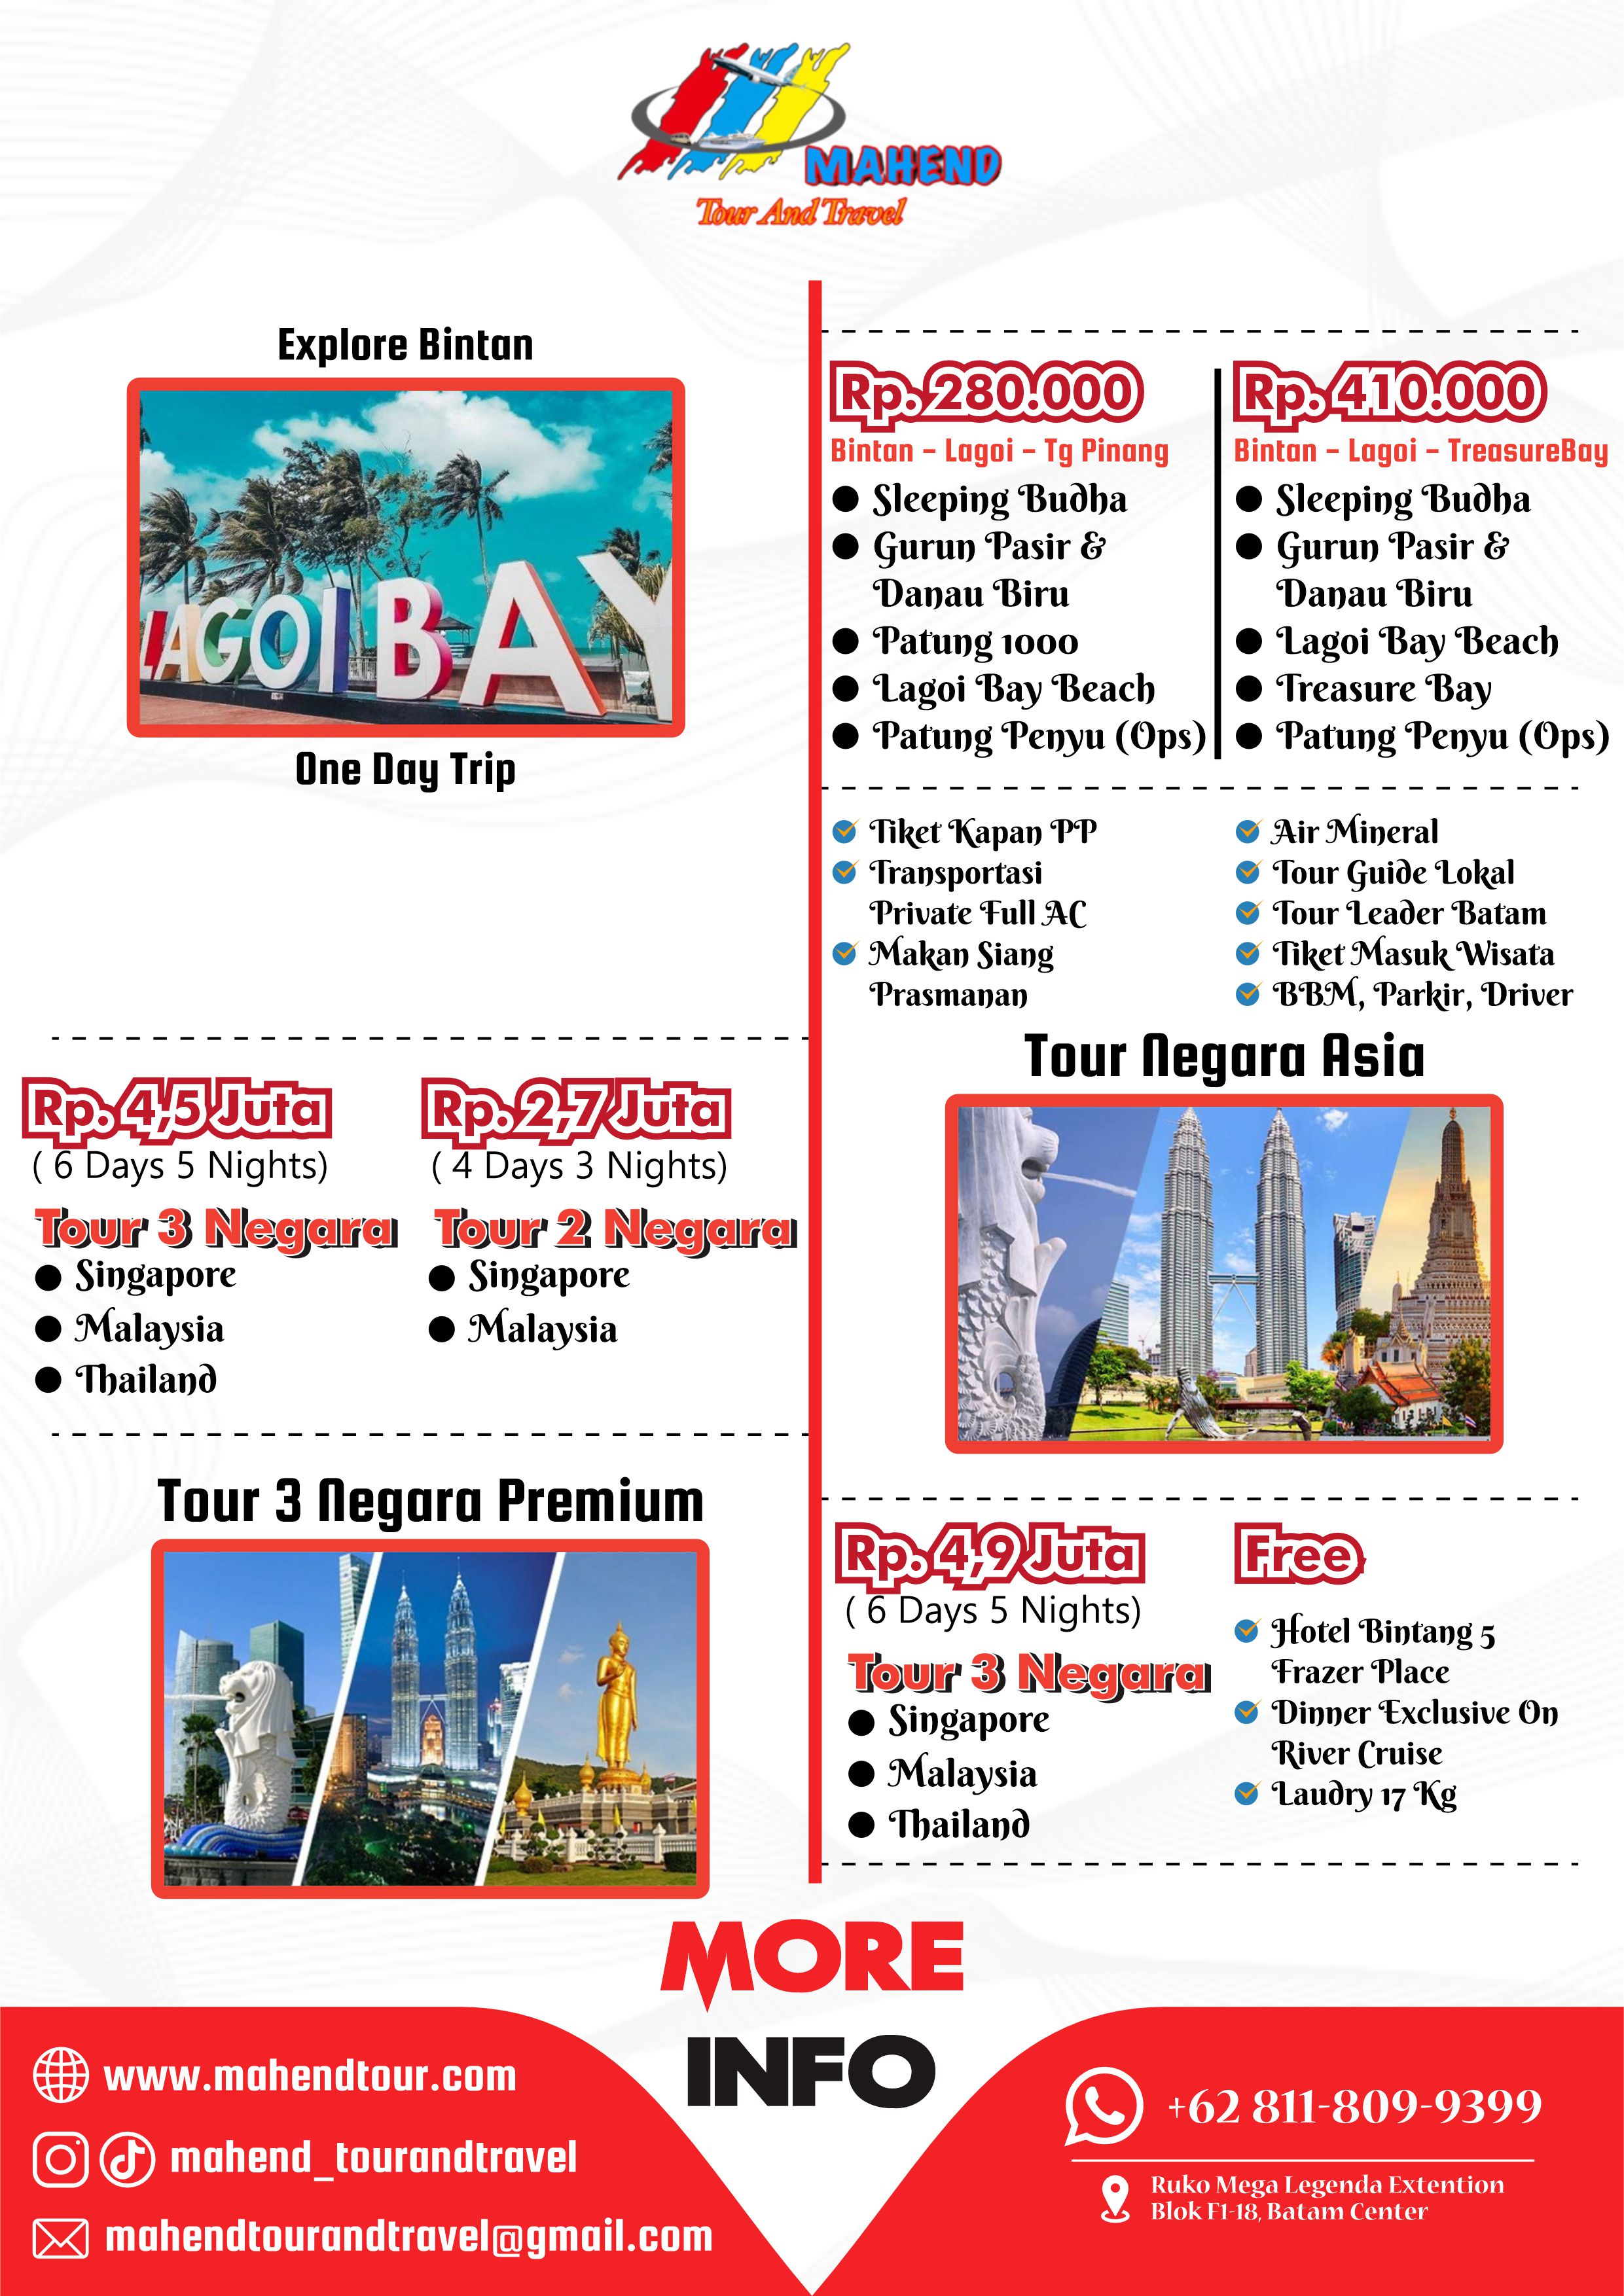 MAHEND
Tour And Travel
Explore Bintan
LAGOI BAY
One Day Trip
Rp. 280.000
Bintan - Lagoi - Tg Pinang
Sleeping Budha
Gurun Pasir &
Danau Biru
Patung 1000
Lagoi Bay Beach
Patung Penyu (Ops)
Rp. 410.000
Bintan - Lagoi - TreasureBay
Sleeping Budha
Gurun Pasir &
Danau Biru
Lagoi Bay Beach
Treasure Bay
Patung Penyu (Ops)
Tiket Kapan PP
Transportasi
Private Full AC
Makan Siang
Prasmanan
Air Mineral
Tour Guide Lokal
Tour Leader Batam
Tiket Masuk Wisata
BBM, Parkir, Driver
Rp. 4,5 Juta
( 6 Days 5 Nights)
Tour 3 Negara
Singapore
Malaysia
Thailand
Rp. 2,7 Juta
( 4 Days 3 Nights)
Tour 2 Negara
Singapore
Malaysia
Tour Negara Asia
Tour 3 Negara Premium
Rp. 4,9 Juta
( 6 Days 5 Nights)
Tour 3 Negara
Singapore
Malaysia
Thailand
Free
Hotel Bintang 5
Frazer Place
Dinner Exclusive On
River Cruise
Laudry 17 Kg
MORE
INFO
www.mahendtour.com
mahend_tourandtravel
mahendtourandtravel@gmail.com
+62 811-809-9399
Ruko Mega Legenda Extention
Blok F1-18, Batam Center